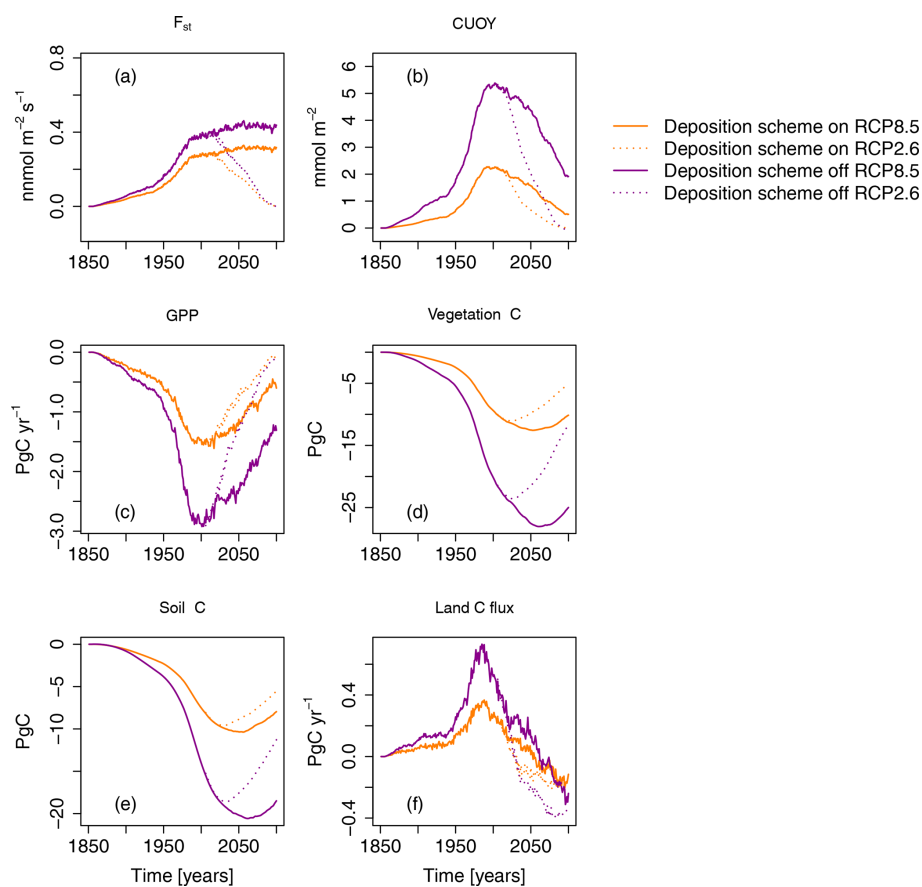 Fst
CUOY
(a)
(b)
nnmol m−2 s−1
0.0
0.4
0.8
mmol m−2
0
1
2
3
4
5
6
1850
1950
2050
1850
1950
2050
Deposition scheme on RCP8.5
Deposition scheme on RCP2.6
Deposition scheme off RCP8.5
Deposition scheme off RCP2.6
GPP
Vegetation C
PgC yr−1
0.0
−1.0
−2.0
−3.0
(c)
PgC
−5
−15
−25
(d)
1850
1950
2050
1850
1950
2050
Soil C
Land C flux
PgC
0
−5
−10
−20
(e)
PgC yr−1
0.4
0.0
−0.4
(f)
1850
1950
2050
1850
1950
2050
Time [years]
Time [years]